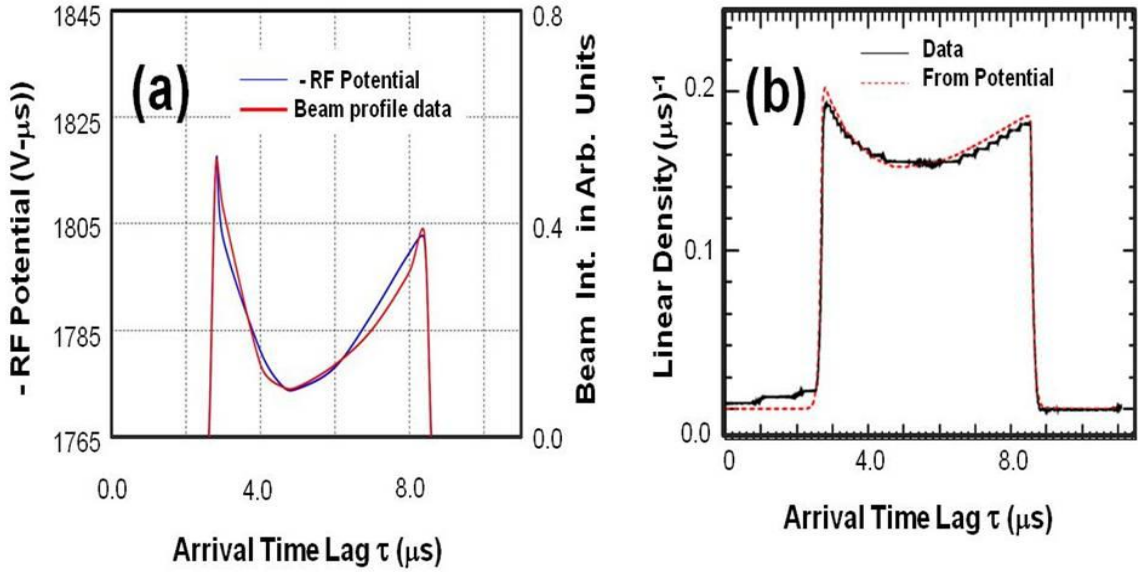 (a)
- RF Potential
Beam profile data
- RF Potential (V-μs))
1845
1825
1805
1785
1765
0.8
0.4
0.0
Beam Int. in Arb. Units
0.0 4.0 8.0
Arrival Time Lag τ (μs)
(b)
Data
From Potential
Linear Density (μs)⁻¹
0.2
0.1
0.0
0 4.0 8.0
Arrival Time Lag τ (μs)